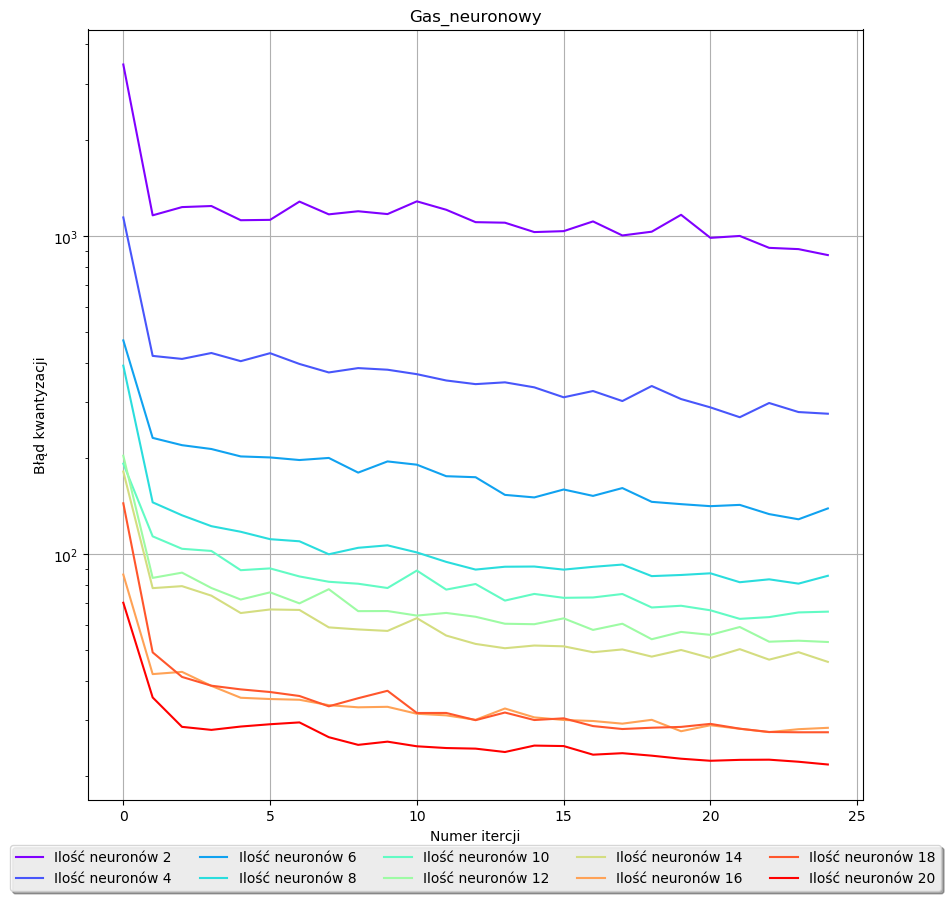 Gas_neuronowy
Błąd kwantyzacji
10³
10²
0 5 10 15 20 25
Numer itercji
Ilość neuronów 2 Ilość neuronów 6 Ilość neuronów 10 Ilość neuronów 14 Ilość neuronów 18
Ilość neuronów 4 Ilość neuronów 8 Ilość neuronów 12 Ilość neuronów 16 Ilość neuronów 20